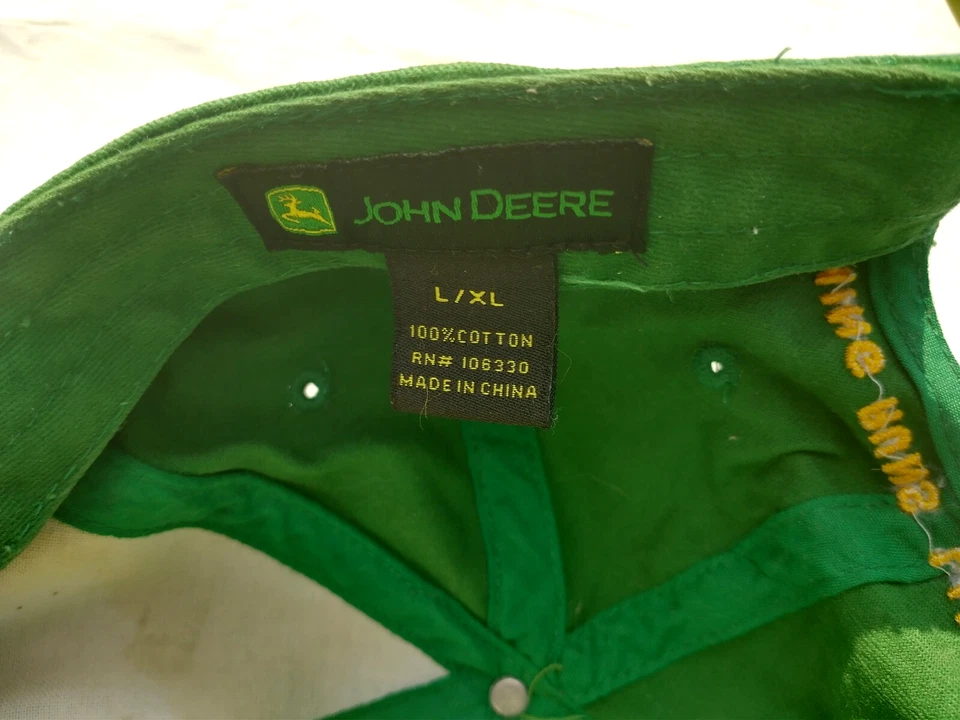 JOHN DEERE
L/XL
100% COTTON
RN# 106330
MADE IN CHINA